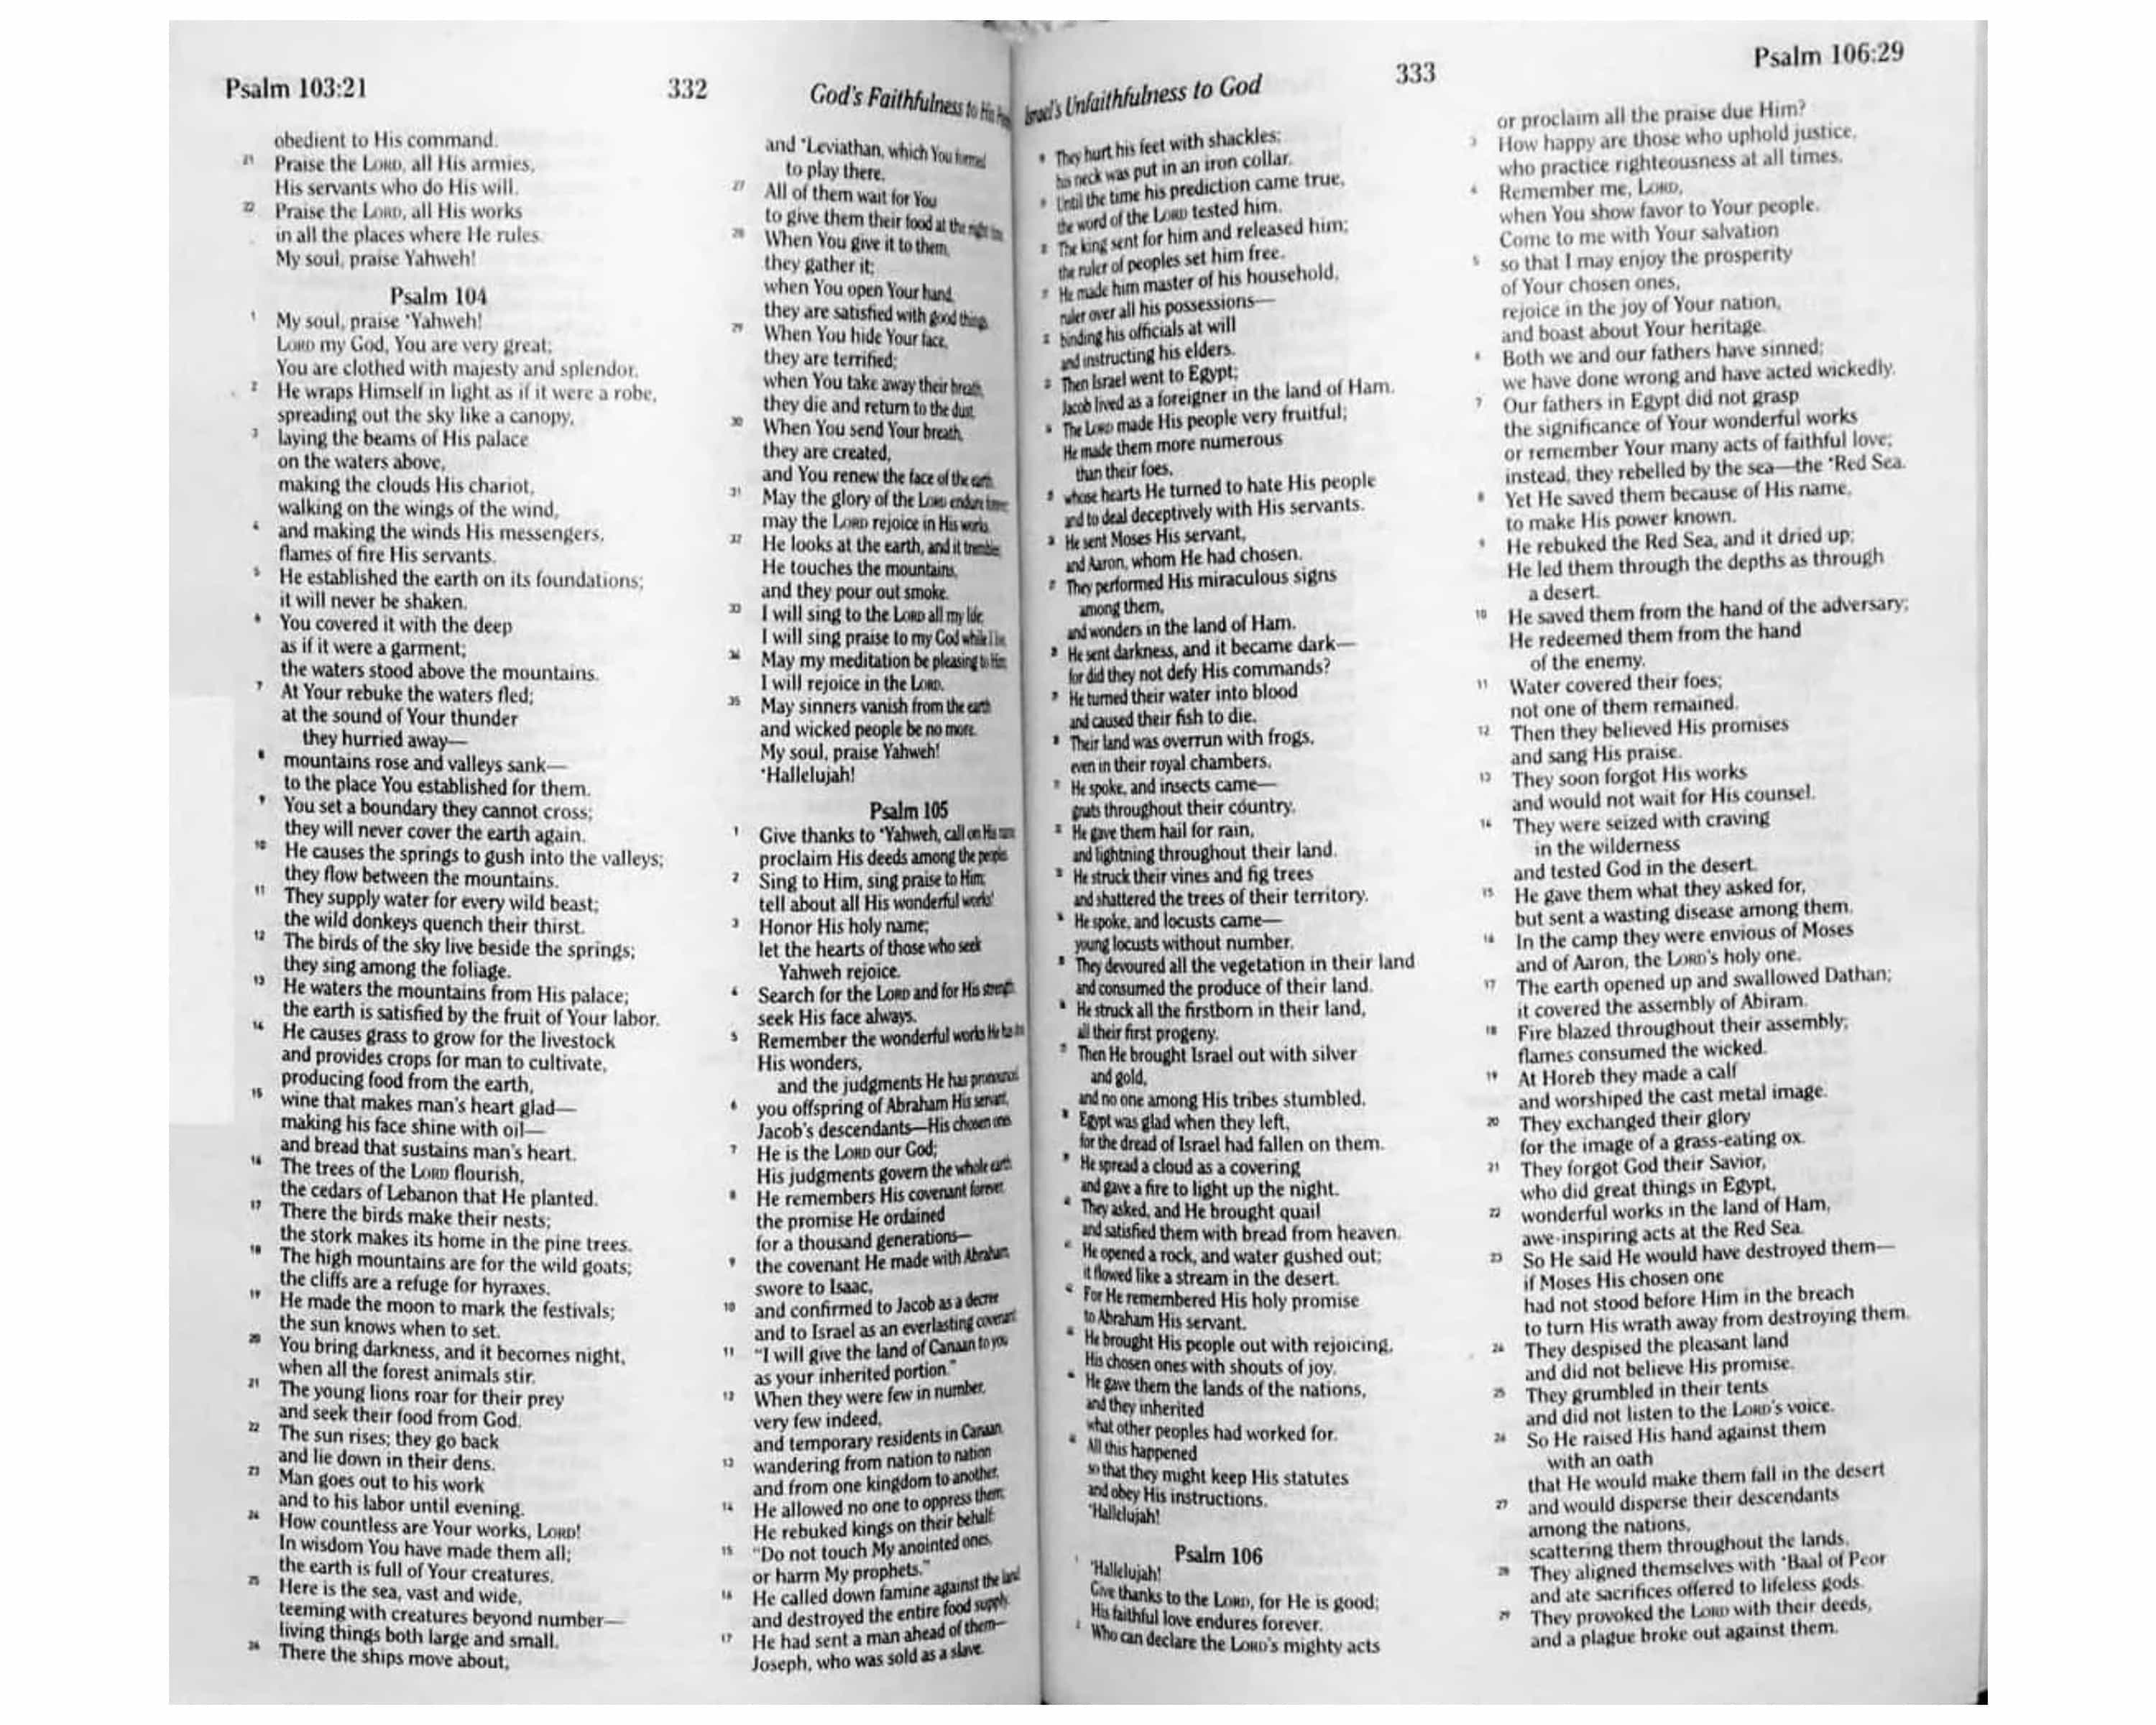 Psalm 103:21
332
God's Faithfulness to His
obedient to His command.
21 Praise the LORD, all His armies,
His servants who do His will.
22 Praise the LORD, all His works
in all the places where He rules.
My soul, praise Yahweh!
Psalm 104
1 My soul, praise •Yahweh!
LORD my God, You are very great;
You are clothed with majesty and splendor.
2 He wraps Himself in light as if it were a robe,
spreading out the sky like a canopy,
3 laying the beams of His palace
on the waters above,
making the clouds His chariot,
walking on the wings of the wind,
4 and making the winds His messengers,
flames of fire His servants.
5 He established the earth on its foundations;
it will never be shaken.
6 You covered it with the deep
as if it were a garment;
the waters stood above the mountains.
7 At Your rebuke the waters fled;
at the sound of Your thunder
they hurried away—
8 mountains rose and valleys sank—
to the place You established for them.
9 You set a boundary they cannot cross;
they will never cover the earth again.
10 He causes the springs to gush into the valleys;
they flow between the mountains.
11 They supply water for every wild beast;
the wild donkeys quench their thirst.
12 The birds of the sky live beside the springs;
they sing among the foliage.
13 He waters the mountains from His palace;
the earth is satisfied by the fruit of Your labor.
14 He causes grass to grow for the livestock
and provides crops for man to cultivate,
producing food from the earth,
15 wine that makes man's heart glad—
making his face shine with oil—
and bread that sustains man's heart.
16 The trees of the LORD flourish,
the cedars of Lebanon that He planted.
17 There the birds make their nests;
the stork makes its home in the pine trees.
18 The high mountains are for the wild goats;
the cliffs are a refuge for hyraxes.
19 He made the moon to mark the festivals;
the sun knows when to set.
20 You bring darkness, and it becomes night,
when all the forest animals stir.
21 The young lions roar for their prey
and seek their food from God.
22 The sun rises; they go back
and lie down in their dens.
23 Man goes out to his work
and to his labor until evening.
24 How countless are Your works, LORD!
In wisdom You have made them all;
the earth is full of Your creatures.
25 Here is the sea, vast and wide,
teeming with creatures beyond number—
living things both large and small.
26 There the ships move about,
and •Leviathan, which You formed
to play there.
27 All of them wait for You
to give them their food at the right
28 When You give it to them,
they gather it;
when You open Your hand,
they are satisfied with good things.
29 When You hide Your face,
they are terrified;
when You take away their breath,
they die and return to the dust.
30 When You send Your breath,
they are created,
and You renew the face of the earth.
31 May the glory of the LORD endure
may the LORD rejoice in His works.
32 He looks at the earth, and it trembles;
He touches the mountains,
and they pour out smoke.
33 I will sing to the LORD all my life;
I will sing praise to my God while I live.
34 May my meditation be pleasing to Him;
I will rejoice in the LORD.
35 May sinners vanish from the earth
and wicked people be no more.
My soul, praise Yahweh!
•Hallelujah!
Psalm 105
1 Give thanks to •Yahweh, call on His name;
proclaim His deeds among the peoples.
2 Sing to Him, sing praise to Him;
tell about all His wonderful works!
3 Honor His holy name;
let the hearts of those who seek
Yahweh rejoice.
4 Search for the LORD and for His strength;
seek His face always.
5 Remember the wonderful works He has
His wonders,
and the judgments He has pronounced,
6 you offspring of Abraham His servant,
Jacob's descendants—His chosen ones.
7 He is the LORD our God;
His judgments govern the whole earth.
8 He remembers His covenant forever,
the promise He ordained
for a thousand generations—
9 the covenant He made with Abraham,
swore to Isaac,
10 and confirmed to Jacob as a decree
and to Israel as an everlasting covenant:
11 "I will give the land of Canaan to you
as your inherited portion."
12 When they were few in number,
very few indeed,
and temporary residents in Canaan,
13 wandering from nation to nation
and from one kingdom to another,
14 He allowed no one to oppress them;
He rebuked kings on their behalf:
15 "Do not touch My anointed ones,
or harm My prophets."
16 He called down famine against the land
and destroyed the entire food supply.
17 He had sent a man ahead of them—
Joseph, who was sold as a slave.
Israel's Unfaithfulness to God
333
Psalm 106:29
They hurt his feet with shackles;
his neck was put in an iron collar.
Until the time his prediction came true,
the word of the LORD tested him.
The king sent for him and released him;
the ruler of peoples set him free.
He made him master of his household,
ruler over all his possessions—
binding his officials at will
and instructing his elders.
Then Israel went to Egypt;
Jacob lived as a foreigner in the land of Ham.
The LORD made His people very fruitful;
He made them more numerous
than their foes,
whose hearts He turned to hate His people
and to deal deceptively with His servants.
He sent Moses His servant,
and Aaron, whom He had chosen.
They performed His miraculous signs
among them,
and wonders in the land of Ham.
He sent darkness, and it became dark—
for did they not defy His commands?
He turned their water into blood
and caused their fish to die.
Their land was overrun with frogs,
even in their royal chambers.
He spoke, and insects came—
gnats throughout their country.
He gave them hail for rain,
and lightning throughout their land.
He struck their vines and fig trees
and shattered the trees of their territory.
He spoke, and locusts came—
young locusts without number.
They devoured all the vegetation in their land
and consumed the produce of their land.
He struck all the firstborn in their land,
all their first progeny.
Then He brought Israel out with silver
and gold,
and no one among His tribes stumbled.
Egypt was glad when they left,
for the dread of Israel had fallen on them.
He spread a cloud as a covering
and gave a fire to light up the night.
They asked, and He brought quail
and satisfied them with bread from heaven.
He opened a rock, and water gushed out;
it flowed like a stream in the desert.
For He remembered His holy promise
to Abraham His servant.
He brought His people out with rejoicing,
His chosen ones with shouts of joy.
He gave them the lands of the nations,
and they inherited
what other peoples had worked for.
All this happened
so that they might keep His statutes
and obey His instructions.
•Hallelujah!
Psalm 106
1 •Hallelujah!
Give thanks to the LORD, for He is good;
His faithful love endures forever.
2 Who can declare the LORD's mighty acts
or proclaim all the praise due Him?
3 How happy are those who uphold justice,
who practice righteousness at all times.
4 Remember me, LORD,
when You show favor to Your people.
Come to me with Your salvation
5 so that I may enjoy the prosperity
of Your chosen ones,
rejoice in the joy of Your nation,
and boast about Your heritage.
6 Both we and our fathers have sinned;
we have done wrong and have acted wickedly.
7 Our fathers in Egypt did not grasp
the significance of Your wonderful works
or remember Your many acts of faithful love;
instead, they rebelled by the sea—the •Red Sea.
8 Yet He saved them because of His name,
to make His power known.
9 He rebuked the Red Sea, and it dried up;
He led them through the depths as through
a desert.
10 He saved them from the hand of the adversary;
He redeemed them from the hand
of the enemy.
11 Water covered their foes;
not one of them remained.
12 Then they believed His promises
and sang His praise.
13 They soon forgot His works
and would not wait for His counsel.
14 They were seized with craving
in the wilderness
and tested God in the desert.
15 He gave them what they asked for,
but sent a wasting disease among them.
16 In the camp they were envious of Moses
and of Aaron, the LORD's holy one.
17 The earth opened up and swallowed Dathan;
it covered the assembly of Abiram.
18 Fire blazed throughout their assembly;
flames consumed the wicked.
19 At Horeb they made a calf
and worshiped the cast metal image.
20 They exchanged their glory
for the image of a grass-eating ox.
21 They forgot God their Savior,
who did great things in Egypt,
22 wonderful works in the land of Ham,
awe-inspiring acts at the Red Sea.
23 So He said He would have destroyed them—
if Moses His chosen one
had not stood before Him in the breach
to turn His wrath away from destroying them.
24 They despised the pleasant land
and did not believe His promise.
25 They grumbled in their tents
and did not listen to the LORD's voice.
26 So He raised His hand against them
with an oath
that He would make them fall in the desert
27 and would disperse their descendants
among the nations,
scattering them throughout the lands.
28 They aligned themselves with •Baal of Peor
and ate sacrifices offered to lifeless gods.
29 They provoked the LORD with their deeds,
and a plague broke out against them.